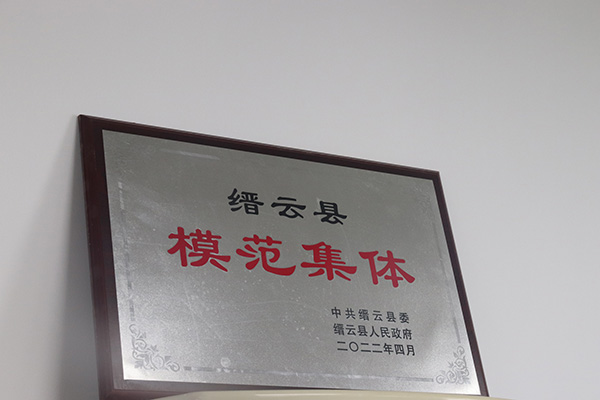 缙云县
模范集体
中共缙云县委
缙云县人民政府
二〇二二年四月